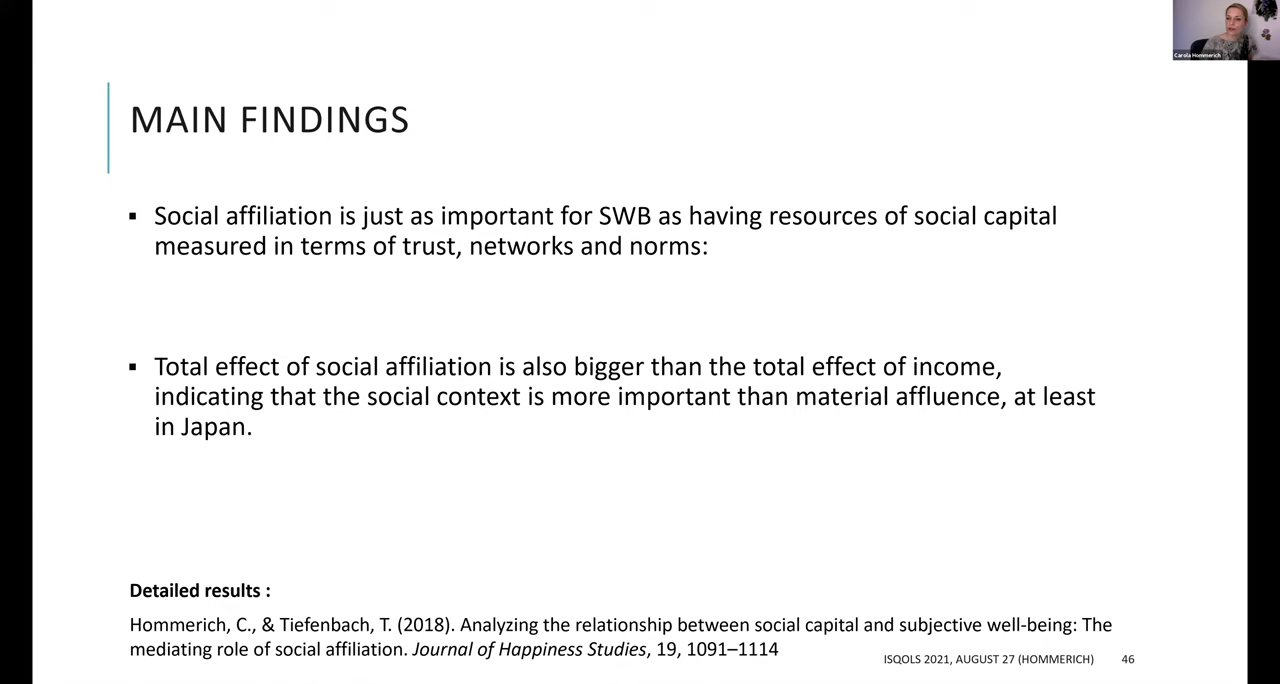 Carola Hommerich
MAIN FINDINGS
▪ Social affiliation is just as important for SWB as having resources of social capital
measured in terms of trust, networks and norms:
▪ Total effect of social affiliation is also bigger than the total effect of income,
indicating that the social context is more important than material affluence, at least
in Japan.
Detailed results :
Hommerich, C., & Tiefenbach, T. (2018). Analyzing the relationship between social capital and subjective well-being: The
mediating role of social affiliation. Journal of Happiness Studies, 19, 1091–1114
ISQOLS 2021, AUGUST 27 (HOMMERICH) 46